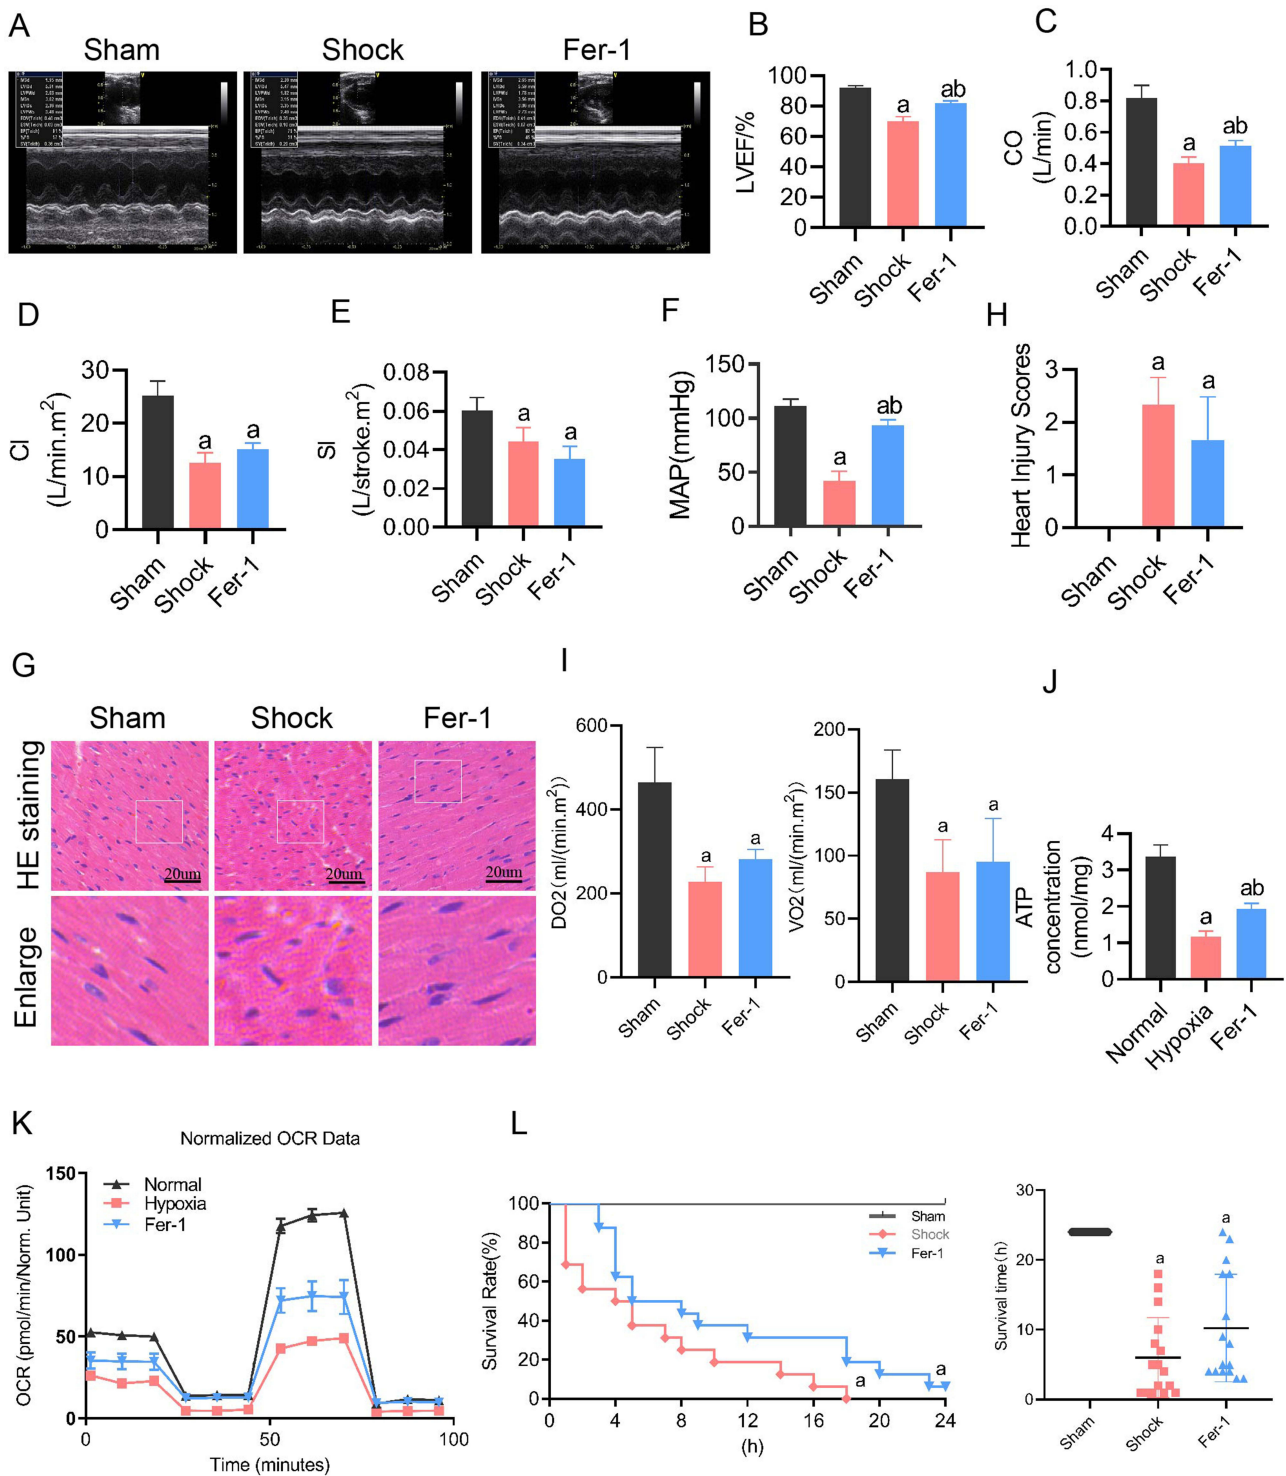 A
Sham
Shock
Fer-1
B
LVEF/%
100
80
60
40
20
0
a
ab
Sham
Shock
Fer-1
C
CO
(L/min)
1.0
0.8
0.6
0.4
0.2
0.0
a
ab
Sham
Shock
Fer-1
D
CI
(L/min.m²)
30
20
10
0
a
a
Sham
Shock
Fer-1
E
SI
(L/stroke.m²)
0.08
0.06
0.04
0.02
0.00
a
a
Sham
Shock
Fer-1
F
MAP(mmHg)
150
100
50
0
a
ab
Sham
Shock
Fer-1
H
Heart Injury Scores
3
2
1
0
a
a
Sham
Shock
Fer-1
G
Sham
Shock
Fer-1
HE staining
20um
20um
20um
Enlarge
I
DO2(ml/(min.m²))
600
400
200
0
a
a
Sham
Shock
Fer-1
VO2(ml/(min.m²))
200
150
100
50
0
a
a
Sham
Shock
Fer-1
J
ATP
concentration
(nmol/mg)
4
3
2
1
0
a
ab
Normal
Hypoxia
Fer-1
K
Normalized OCR Data
OCR (pmol/min/Norm. Unit)
150
100
50
0
Normal
Hypoxia
Fer-1
0
50
100
Time (minutes)
L
Survival Rate(%)
100
80
60
40
20
0
Sham
Shock
Fer-1
a
a
0
4
8
12
16
20
24
(h)
Survival time(h)
30
20
10
0
a
a
Sham
Shock
Fer-1